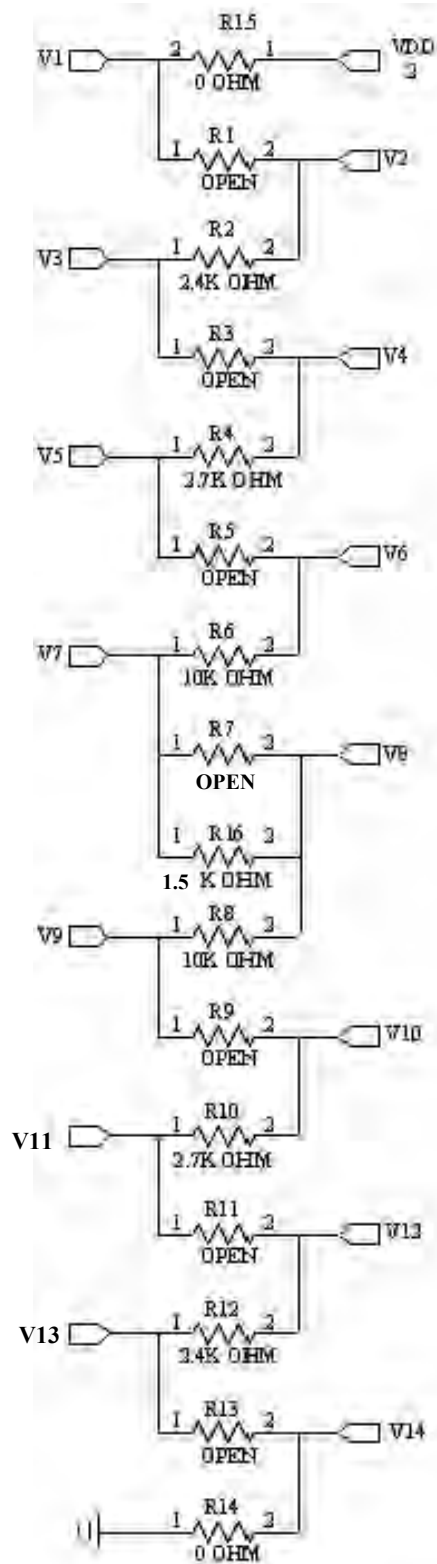 R15
V1 2 1 VDD
0 OHM 2
R1
1 2 V2
OPEN
R2
V3 1 2
2.4K OHM
R3
1 2 V4
OPEN
R4
V5 1 2
2.7K OHM
R5
1 2 V6
OPEN
R6
V7 1 2
10K OHM
R7
1 2 V8
OPEN
1 R16 2
1.5 K OHM
R8
V9 1 2
10K OHM
R9
1 2 V10
OPEN
R10
V11 1 2
2.7K OHM
R11
1 2 V12
OPEN
R12
V13 1 2
2.4K OHM
R13
1 2 V14
OPEN
R14
1 2
0 OHM